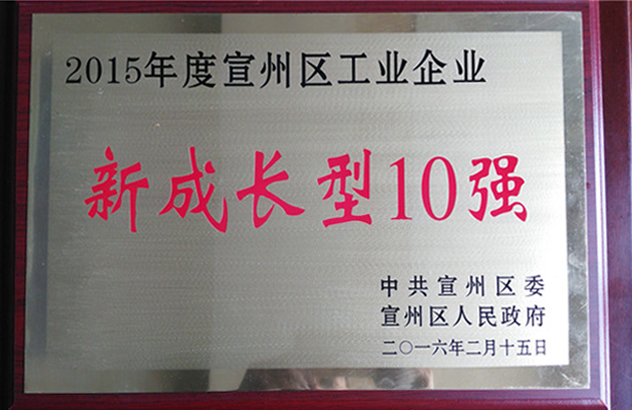 2015年度宣州区工业企业
新成长型10强
中共宣州区委
宣州区人民政府
二〇一六年二月十五日